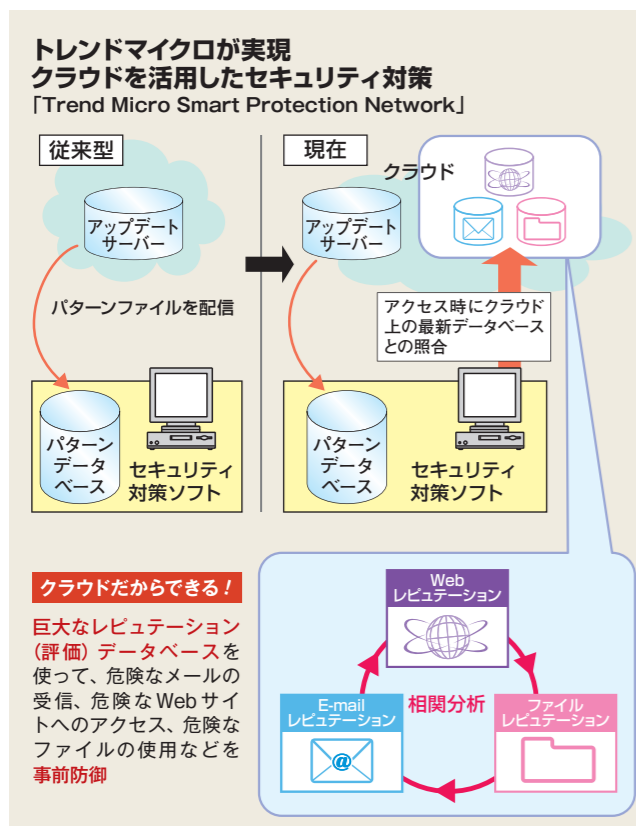 トレンドマイクロが実現
クラウドを活用したセキュリティ対策
「Trend Micro Smart Protection Network」
従来型
アップデート
サーバー
パターンファイルを配信
パターン
データ
ベース
セキュリティ
対策ソフト
現在
クラウド
アップデート
サーバー
アクセス時にクラウド
上の最新データベース
との照合
パターン
データ
ベース
セキュリティ
対策ソフト
クラウドだからできる!
巨大なレピュテーション
(評価)データベースを
使って、危険なメールの
受信、危険なWebサイ
トへのアクセス、危険な
ファイルの使用などを
事前防御
Web
レピュテーション
相関分析
E-mail
レピュテーション
@
ファイル
レピュテーション